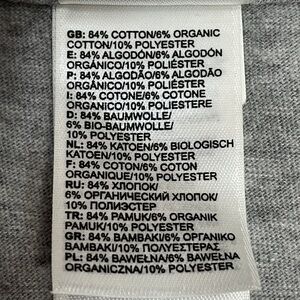 GB: 84% COTTON/6% ORGANIC
COTTON/10% POLYESTER
E: 84% ALGODÓN/6% ALGODÓN
ORGÁNICO/10% POLIÉSTER
P: 84% ALGODÃO/6% ALGODÃO
ORGÂNICO/10% POLIÉSTER
I: 84% COTONE/6% COTONE
ORGANICO/10% POLIESTERE
D: 84% BAUMWOLLE/
6% BIO-BAUMWOLLE/
10% POLYESTER
NL: 84% KATOEN/6% BIOLOGISCH
KATOEN/10% POLYESTER
F: 84% COTON/6% COTON
ORGANIQUE/10% POLYESTER
RU: 84% ХЛОПОК/
6% ОРГАНИЧЕСКИЙ ХЛОПОК/
10% ПОЛИЭСТЕР
TR: 84% PAMUK/6% ORGANIK
PAMUK/10% POLYESTER
GR: 84% ΒΑΜΒΑΚΙ/6% ΟΡΓΑΝΙΚΟ
ΒΑΜΒΑΚΙ/10% ΠΟΛΥΕΣΤΕΡΑΣ
PL: 84% BAWEŁNA/6% BAWEŁNA
ORGANICZNA/10% POLYESTER